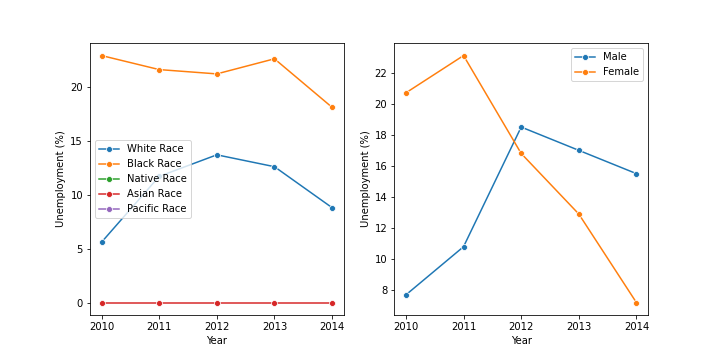 Unemployment (%)
20
15
10
5
0
White Race
Black Race
Native Race
Asian Race
Pacific Race
2010 2011 2012 2013 2014
Year
Unemployment (%)
22
20
18
16
14
12
10
8
Male
Female
2010 2011 2012 2013 2014
Year